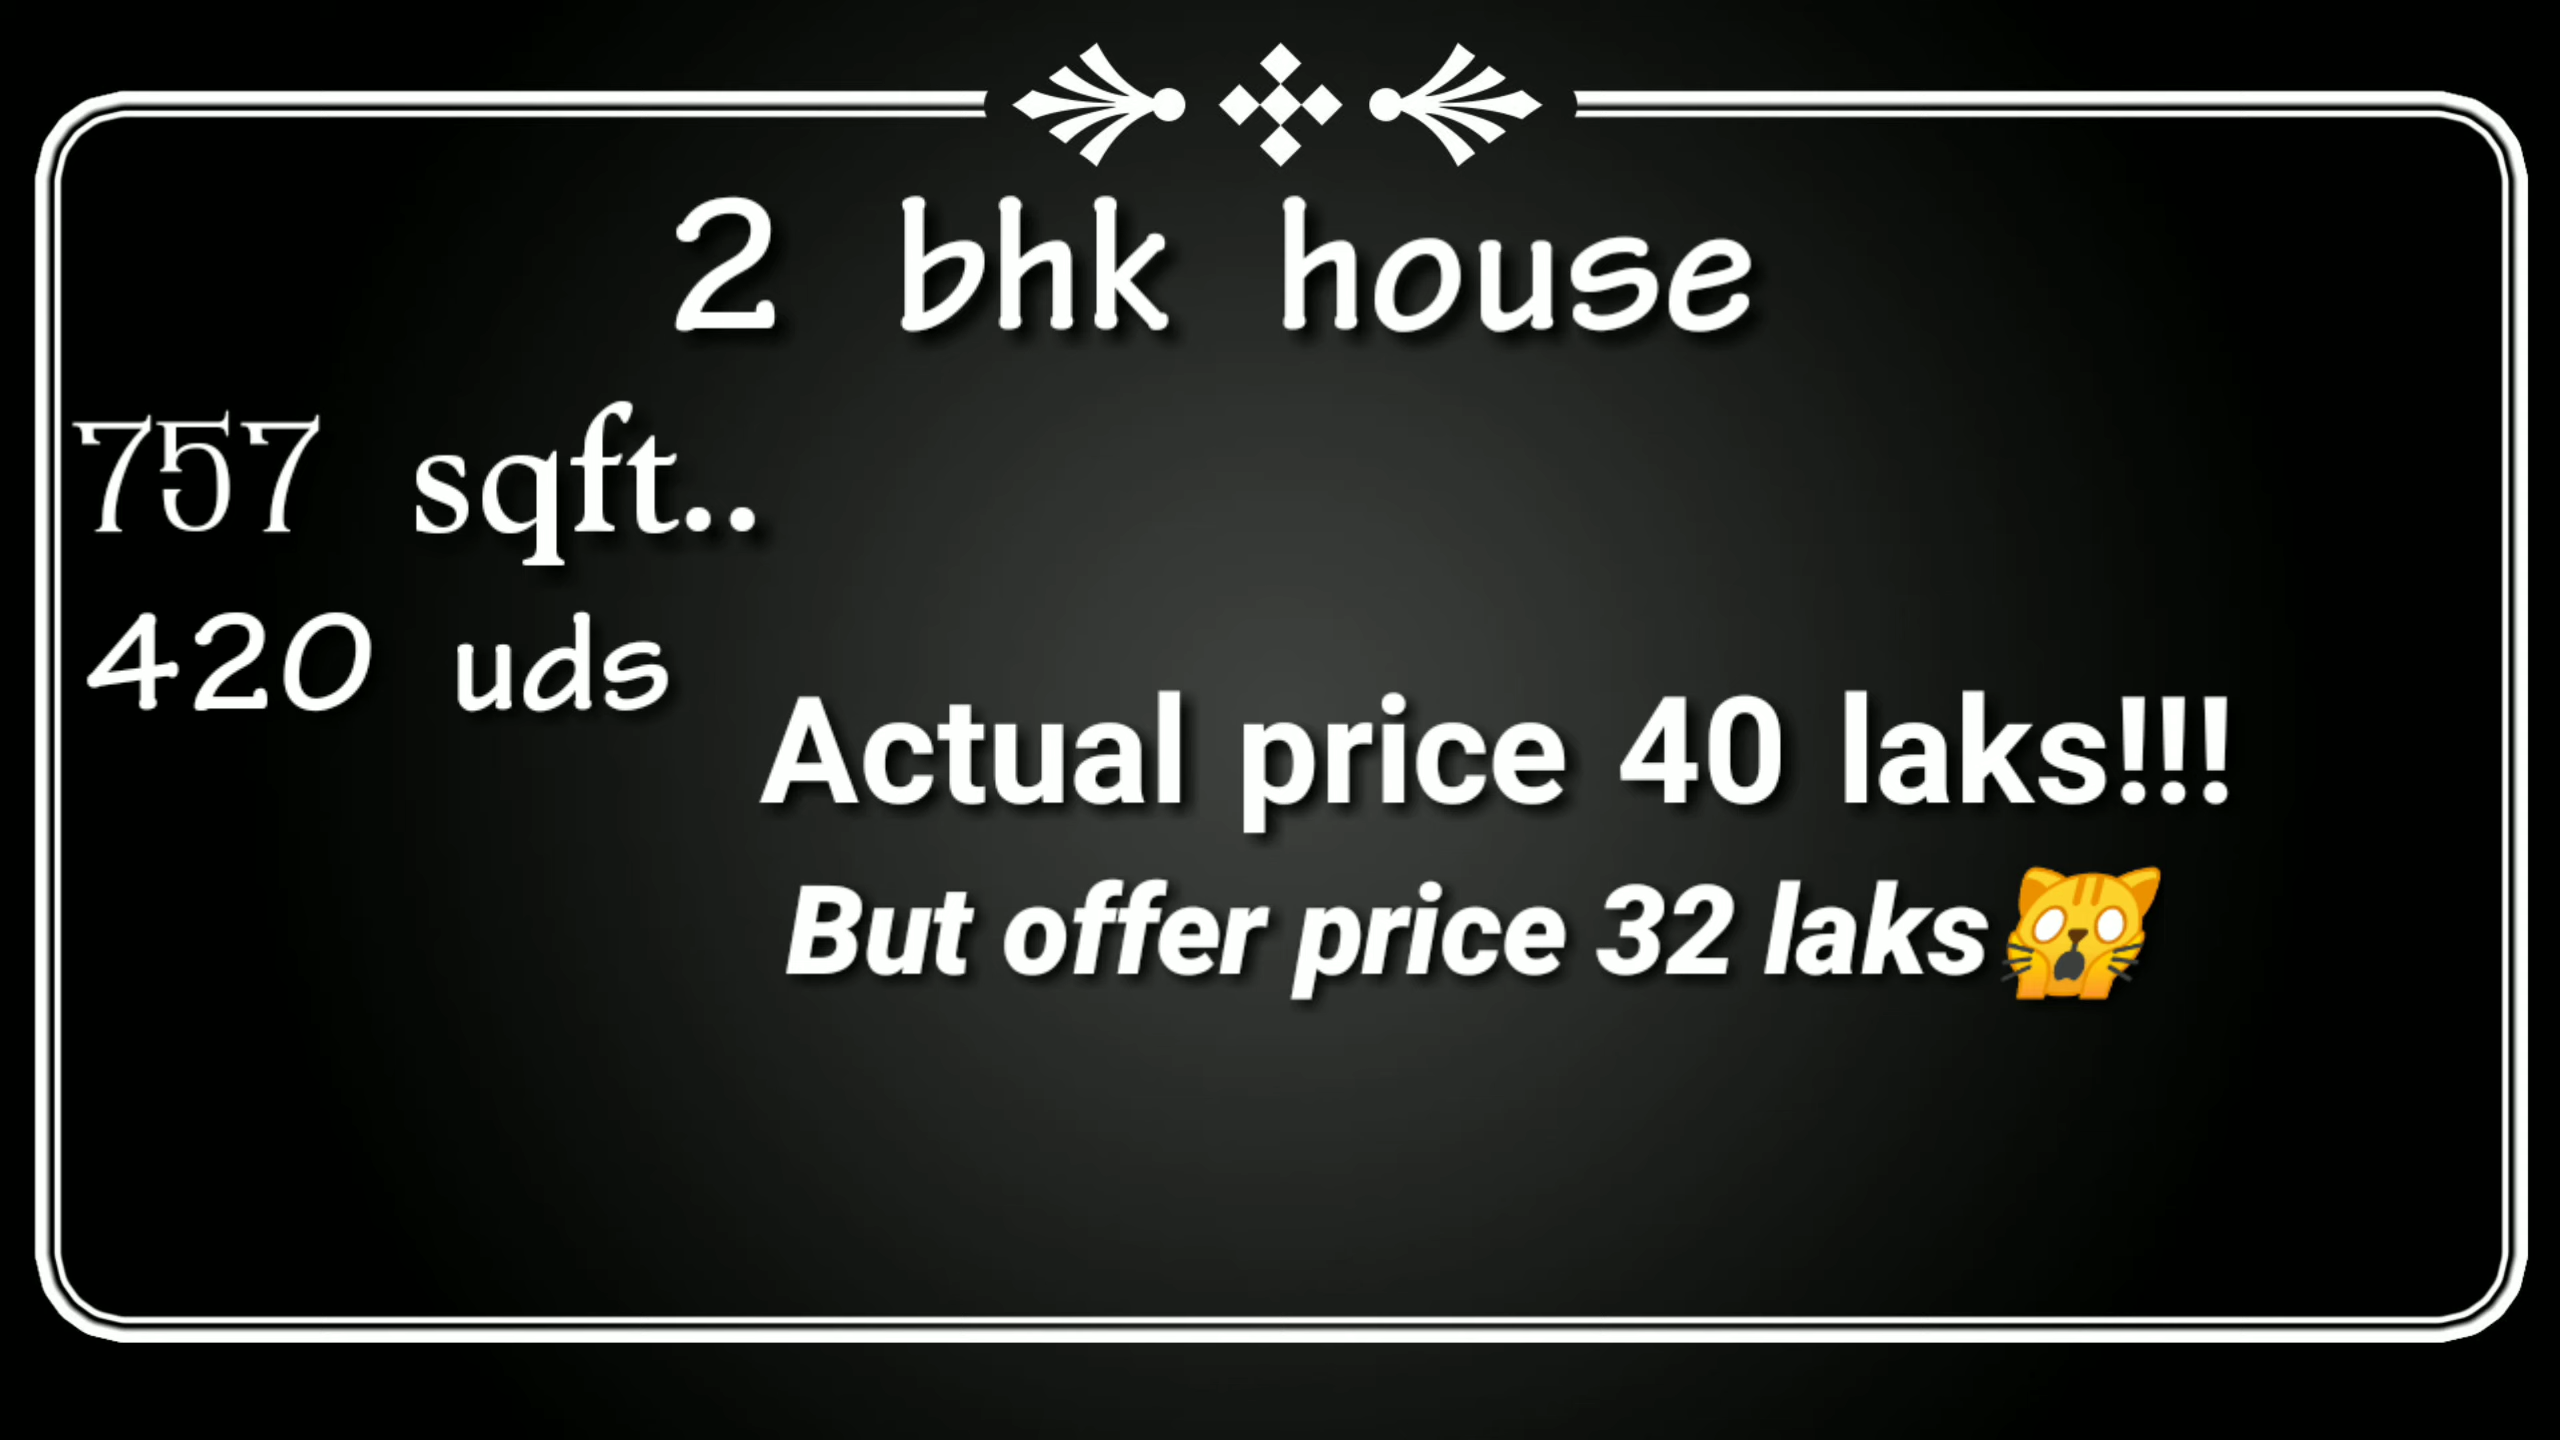 2 bhk house
757 sqft..
420 uds
Actual price 40 laks!!!
But offer price 32 laks🙀